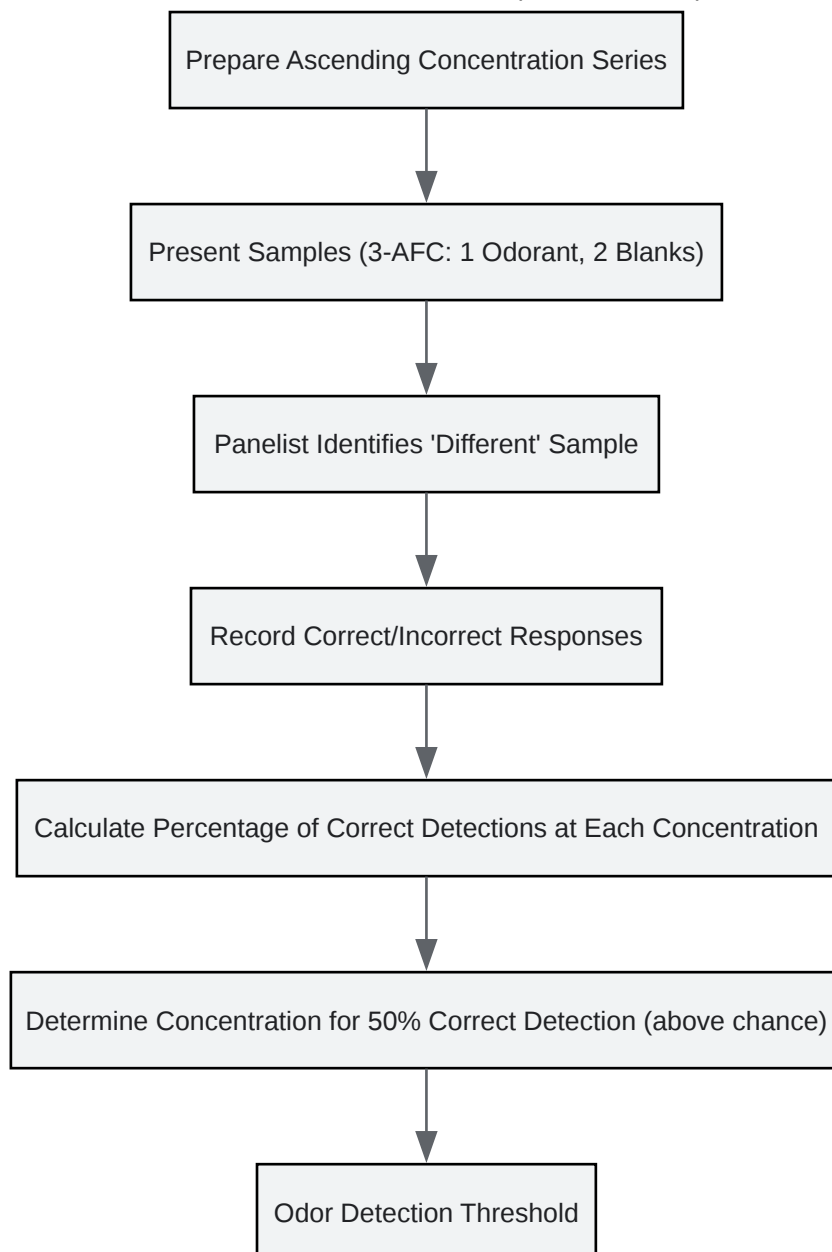 Prepare Ascending Concentration Series
Present Samples (3-AFC: 1 Odorant, 2 Blanks)
Panelist Identifies 'Different' Sample
Record Correct/Incorrect Responses
Calculate Percentage of Correct Detections at Each Concentration
Determine Concentration for 50% Correct Detection (above chance)
Odor Detection Threshold